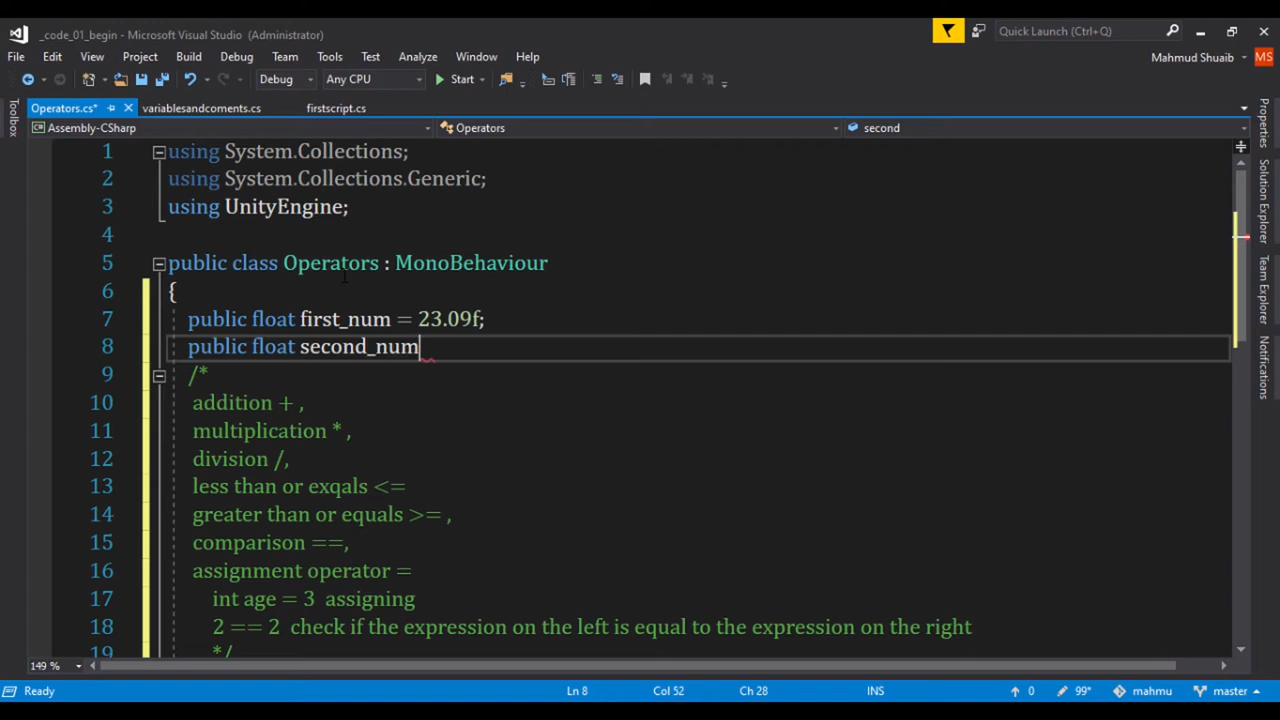 _code_01_begin - Microsoft Visual Studio (Administrator)
Quick Launch (Ctrl+Q)
File Edit View Project Build Debug Team Tools Test Analyze Window Help
Mahmud Shuaib
MS
Debug Any CPU Start
Operators.cs*
variablesandcoments.cs
firstscript.cs
Assembly-CSharp
Operators
second
Toolbox
Properties
Solution Explorer
Team Explorer
Notifications
1 using System.Collections;
2 using System.Collections.Generic;
3 using UnityEngine;
4
5 public class Operators : MonoBehaviour
6 {
7 public float first_num = 23.09f;
8 public float second_num
9 /*
10 addition + ,
11 multiplication * ,
12 division /,
13 less than or exqals <=
14 greater than or equals >= ,
15 comparison ==,
16 assignment operator =
17 int age = 3 assigning
18 2 == 2 check if the expression on the left is equal to the expression on the right
19 */
149 %
Ready
Ln 8
Col 52
Ch 28
INS
0
99*
mahmu
master